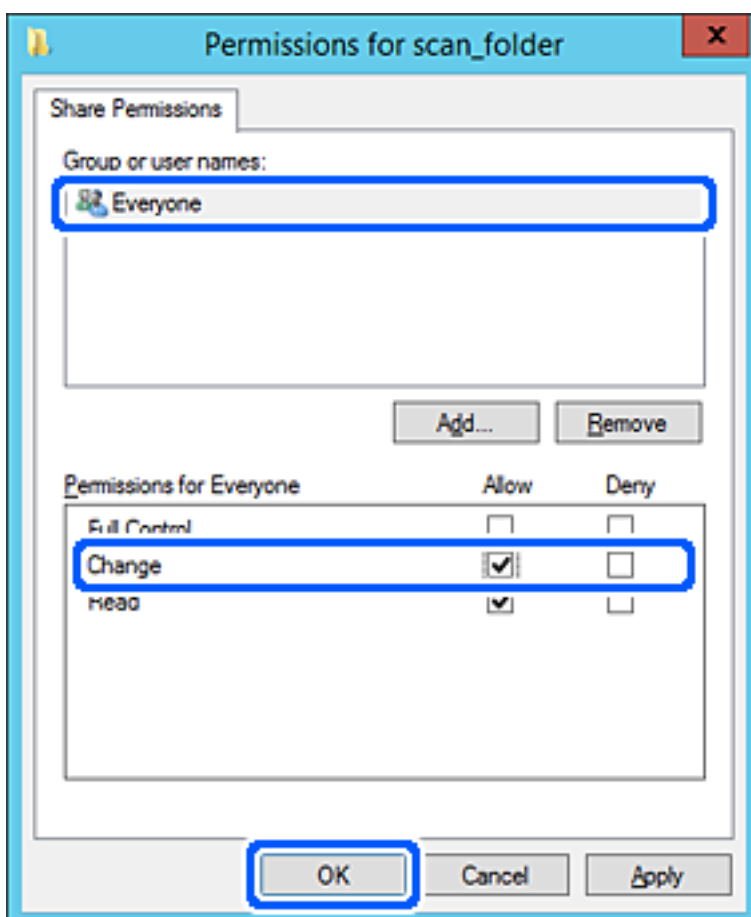 Permissions for scan_folder
x
Share Permissions
Group or user names:
Everyone
Add... Remove
Permissions for Everyone Allow Deny
Full Control
Change
Read
OK Cancel Apply